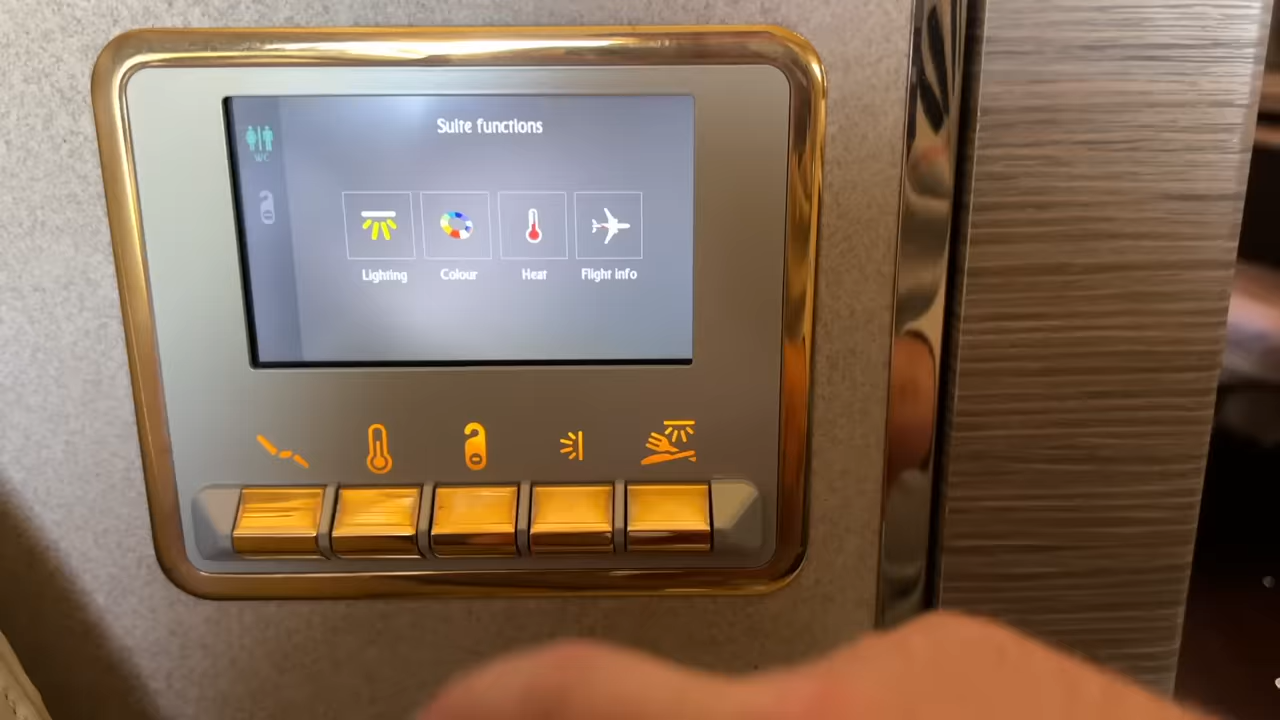 Suite functions
WC
Lighting
Colour
Heat
Flight info